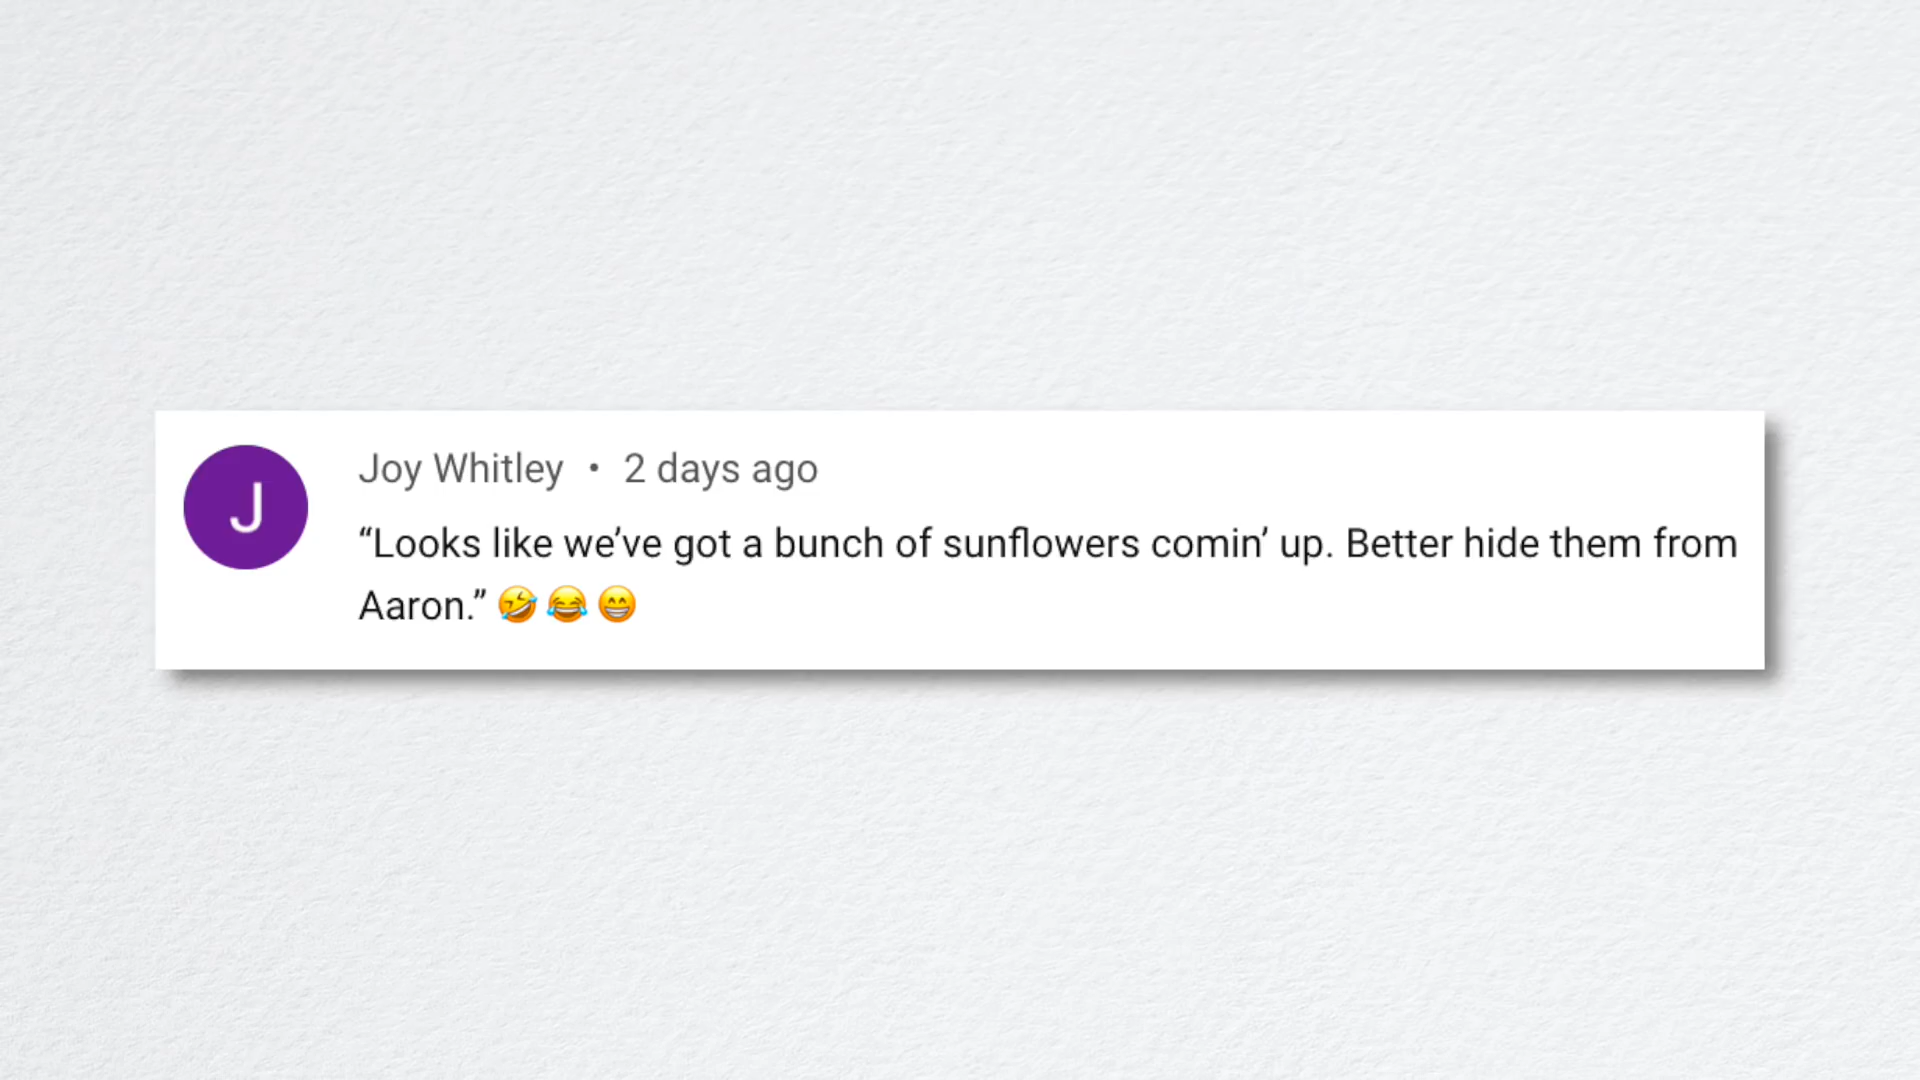 J
Joy Whitley • 2 days ago
“Looks like we’ve got a bunch of sunflowers comin’ up. Better hide them from
Aaron.” 🤣😂😁